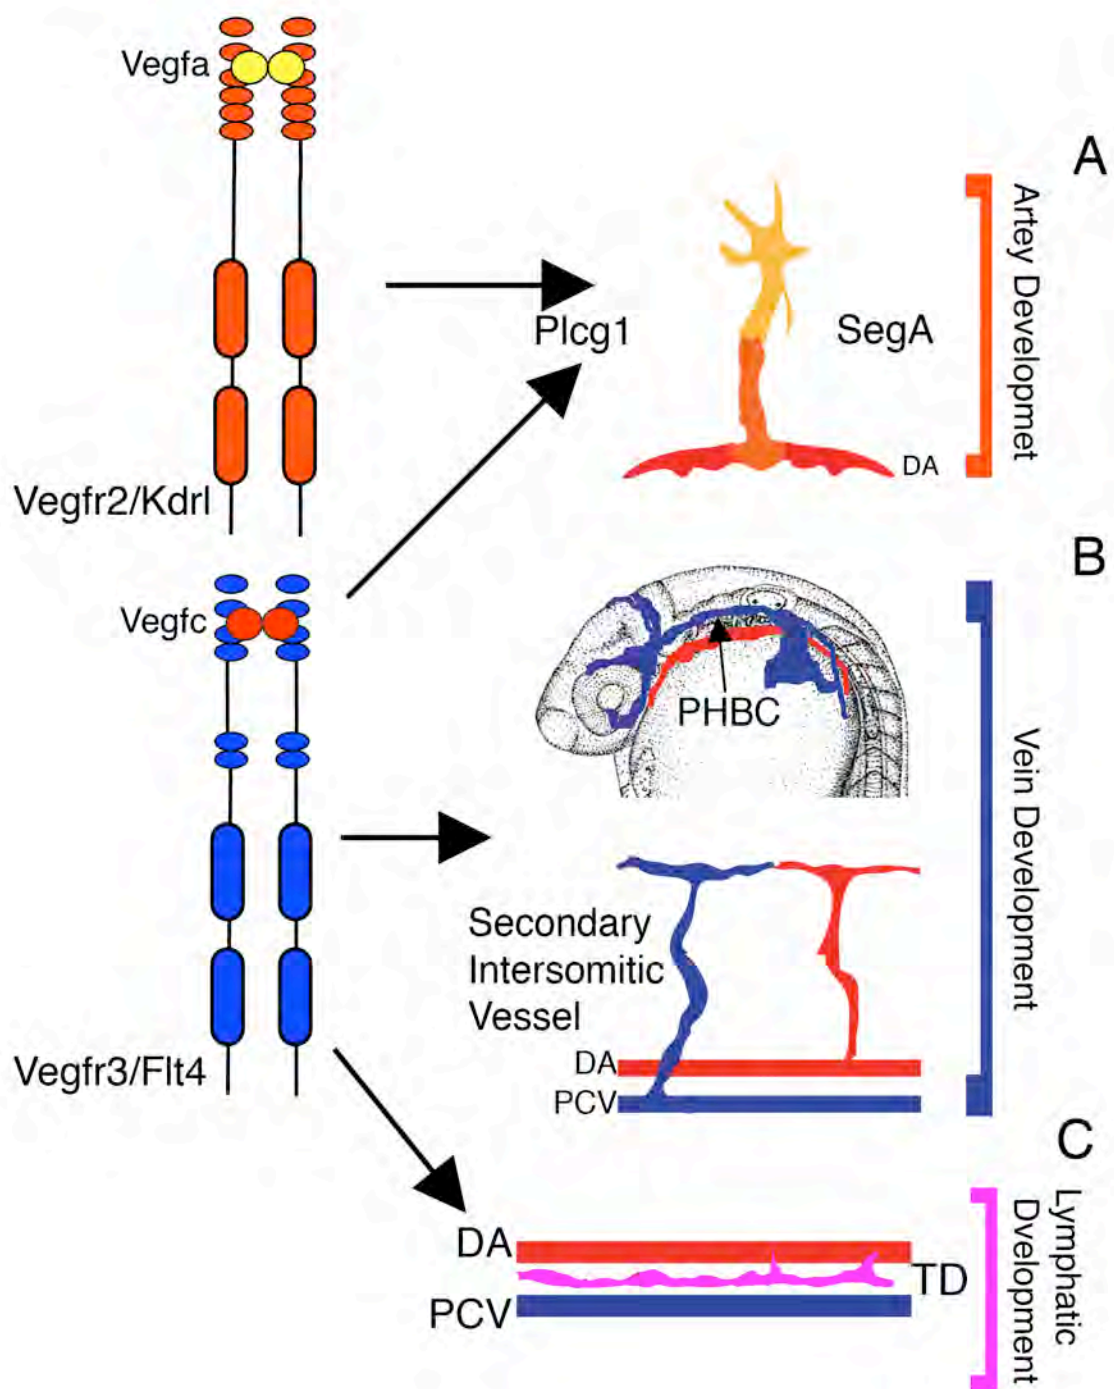 Vegfa
A
Artey Developmet
Plcg1
SegA
DA
Vegfr2/Kdrl
B
Vegfc
PHBC
Vein Development
Secondary
Intersomitic
Vessel
DA
PCV
Vegfr3/Flt4
C
Lymphatic
Dvelopment
DA
TD
PCV